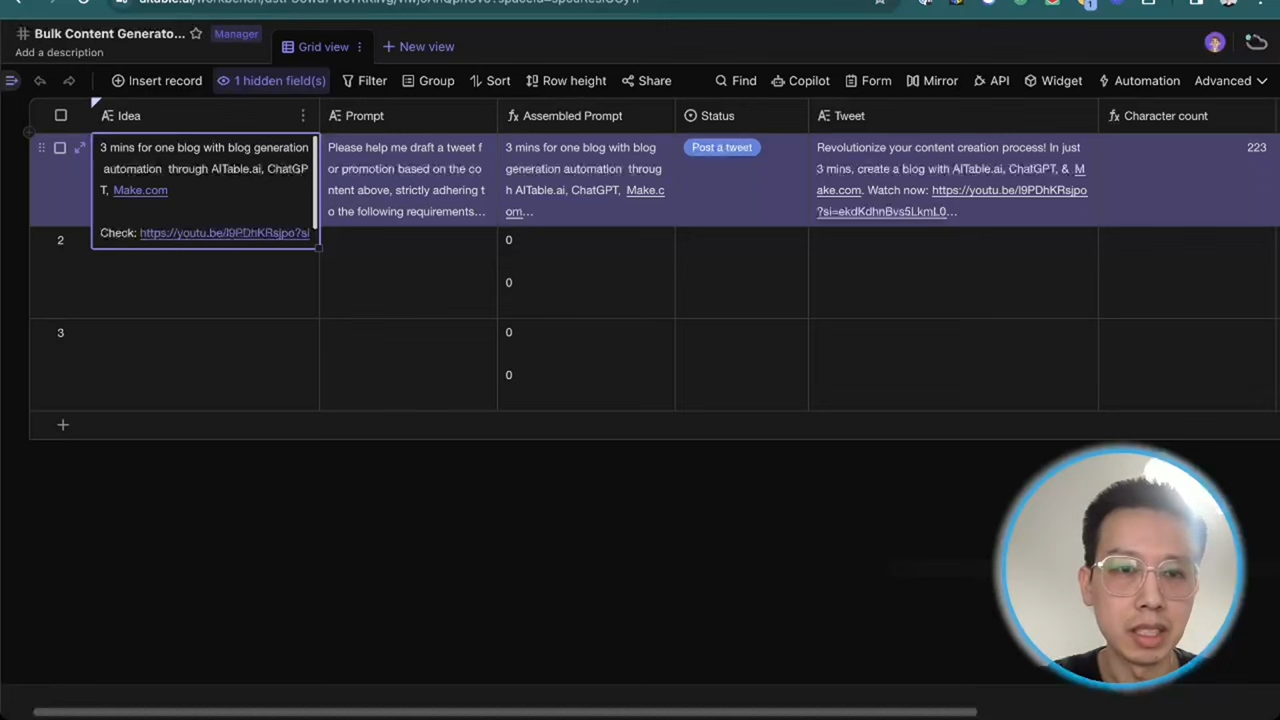 Bulk Content Generato...
Manager
Add a description
Grid view
New view
Insert record
1 hidden field(s)
Filter
Group
Sort
Row height
Share
Find
Copilot
Form
Mirror
API
Widget
Automation
Advanced
Idea
Prompt
Assembled Prompt
Status
Tweet
Character count
3 mins for one blog with blog generation
automation through AITable.ai, ChatGP
T, Make.com
Check: https://youtu.be/l9PDhKRsjpo?si
Please help me draft a tweet f
or promotion based on the co
ntent above, strictly adhering t
o the following requirements...
3 mins for one blog with blog
generation automation throug
h AITable.ai, ChatGPT, Make.c
om...
Post a tweet
Revolutionize your content creation process! In just
3 mins, create a blog with AITable.ai, ChatGPT, & M
ake.com. Watch now: https://youtu.be/l9PDhKRsjpo
?si=ekdKdhnBvs5LkmL0...
223
2
0
0
3
0
0